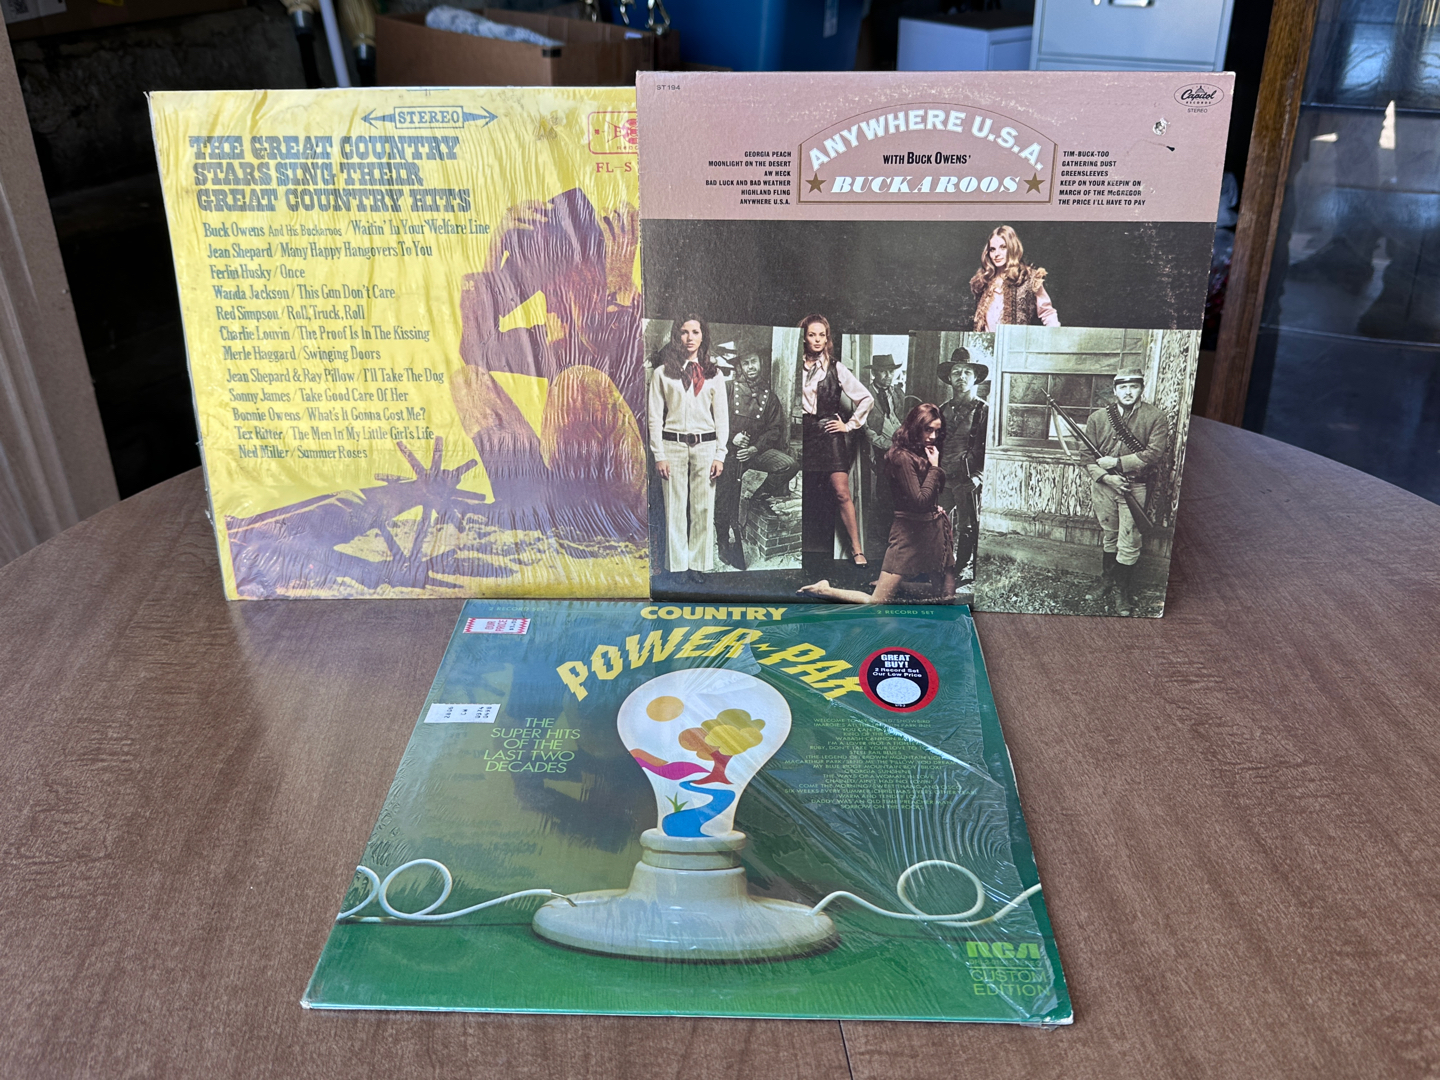 STEREO
THE GREAT COUNTRY
STARS SING THEIR
GREAT COUNTRY HITS
FL-S
Buck Owens And His Buckaroos / Waitin' In Your Welfare Line
Jean Shepard / Many Happy Hangovers To You
Ferlin Husky / Once
Wanda Jackson / This Gun Don't Care
Red Simpson / Roll, Truck, Roll
Charlie Louvin / The Proof Is In The Kissing
Merle Haggard / Swinging Doors
Jean Shepard & Ray Pillow / I'll Take The Dog
Sonny James / Take Good Care Of Her
Bonnie Owens / What's It Gonna Cost Me?
Tex Ritter / The Men In My Little Girl's Life
Ned Miller / Summer Roses
ST 194
Capitol
RECORDS
STEREO
ANYWHERE U.S.A.
WITH BUCK OWENS'
BUCKAROOS
GEORGIA PEACH
MOONLIGHT ON THE DESERT
AW HECK
BAD LUCK AND BAD WEATHER
HIGHLAND FLING
ANYWHERE U.S.A.
TIM-BUCK-TOO
GATHERING DUST
GREENSLEEVES
KEEP ON YOUR KEEPIN' ON
MARCH OF THE McGREGOR
THE PRICE I'LL HAVE TO PAY
2 RECORD SET
COUNTRY
2 RECORD SET
POWER-PAK
OUR PRICE
GREAT
BUY!
2 Record Set
Our Low Price
THE
SUPER HITS
OF THE
LAST TWO
DECADES
RCA
CUSTOM
EDITION